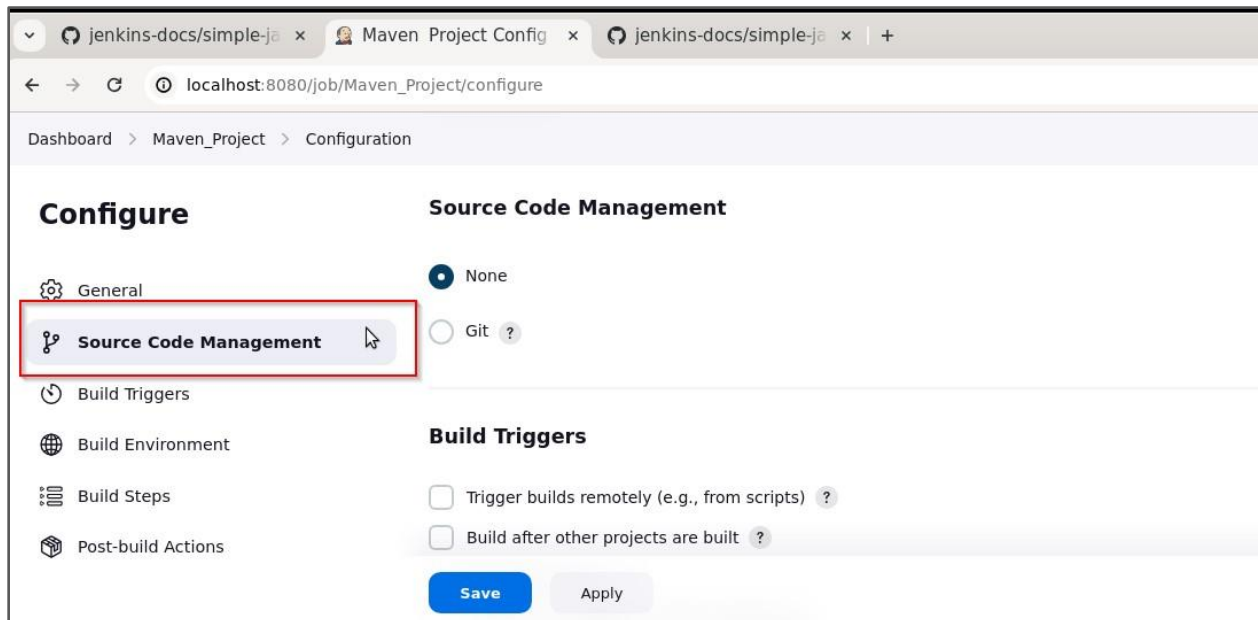 jenkins-docs/simple-ja
Maven Project Config
jenkins-docs/simple-ja
localhost:8080/job/Maven_Project/configure
Dashboard > Maven_Project > Configuration
Configure
General
Source Code Management
Build Triggers
Build Environment
Build Steps
Post-build Actions
Source Code Management
None
Git ?
Build Triggers
Trigger builds remotely (e.g., from scripts) ?
Build after other projects are built ?
Save
Apply